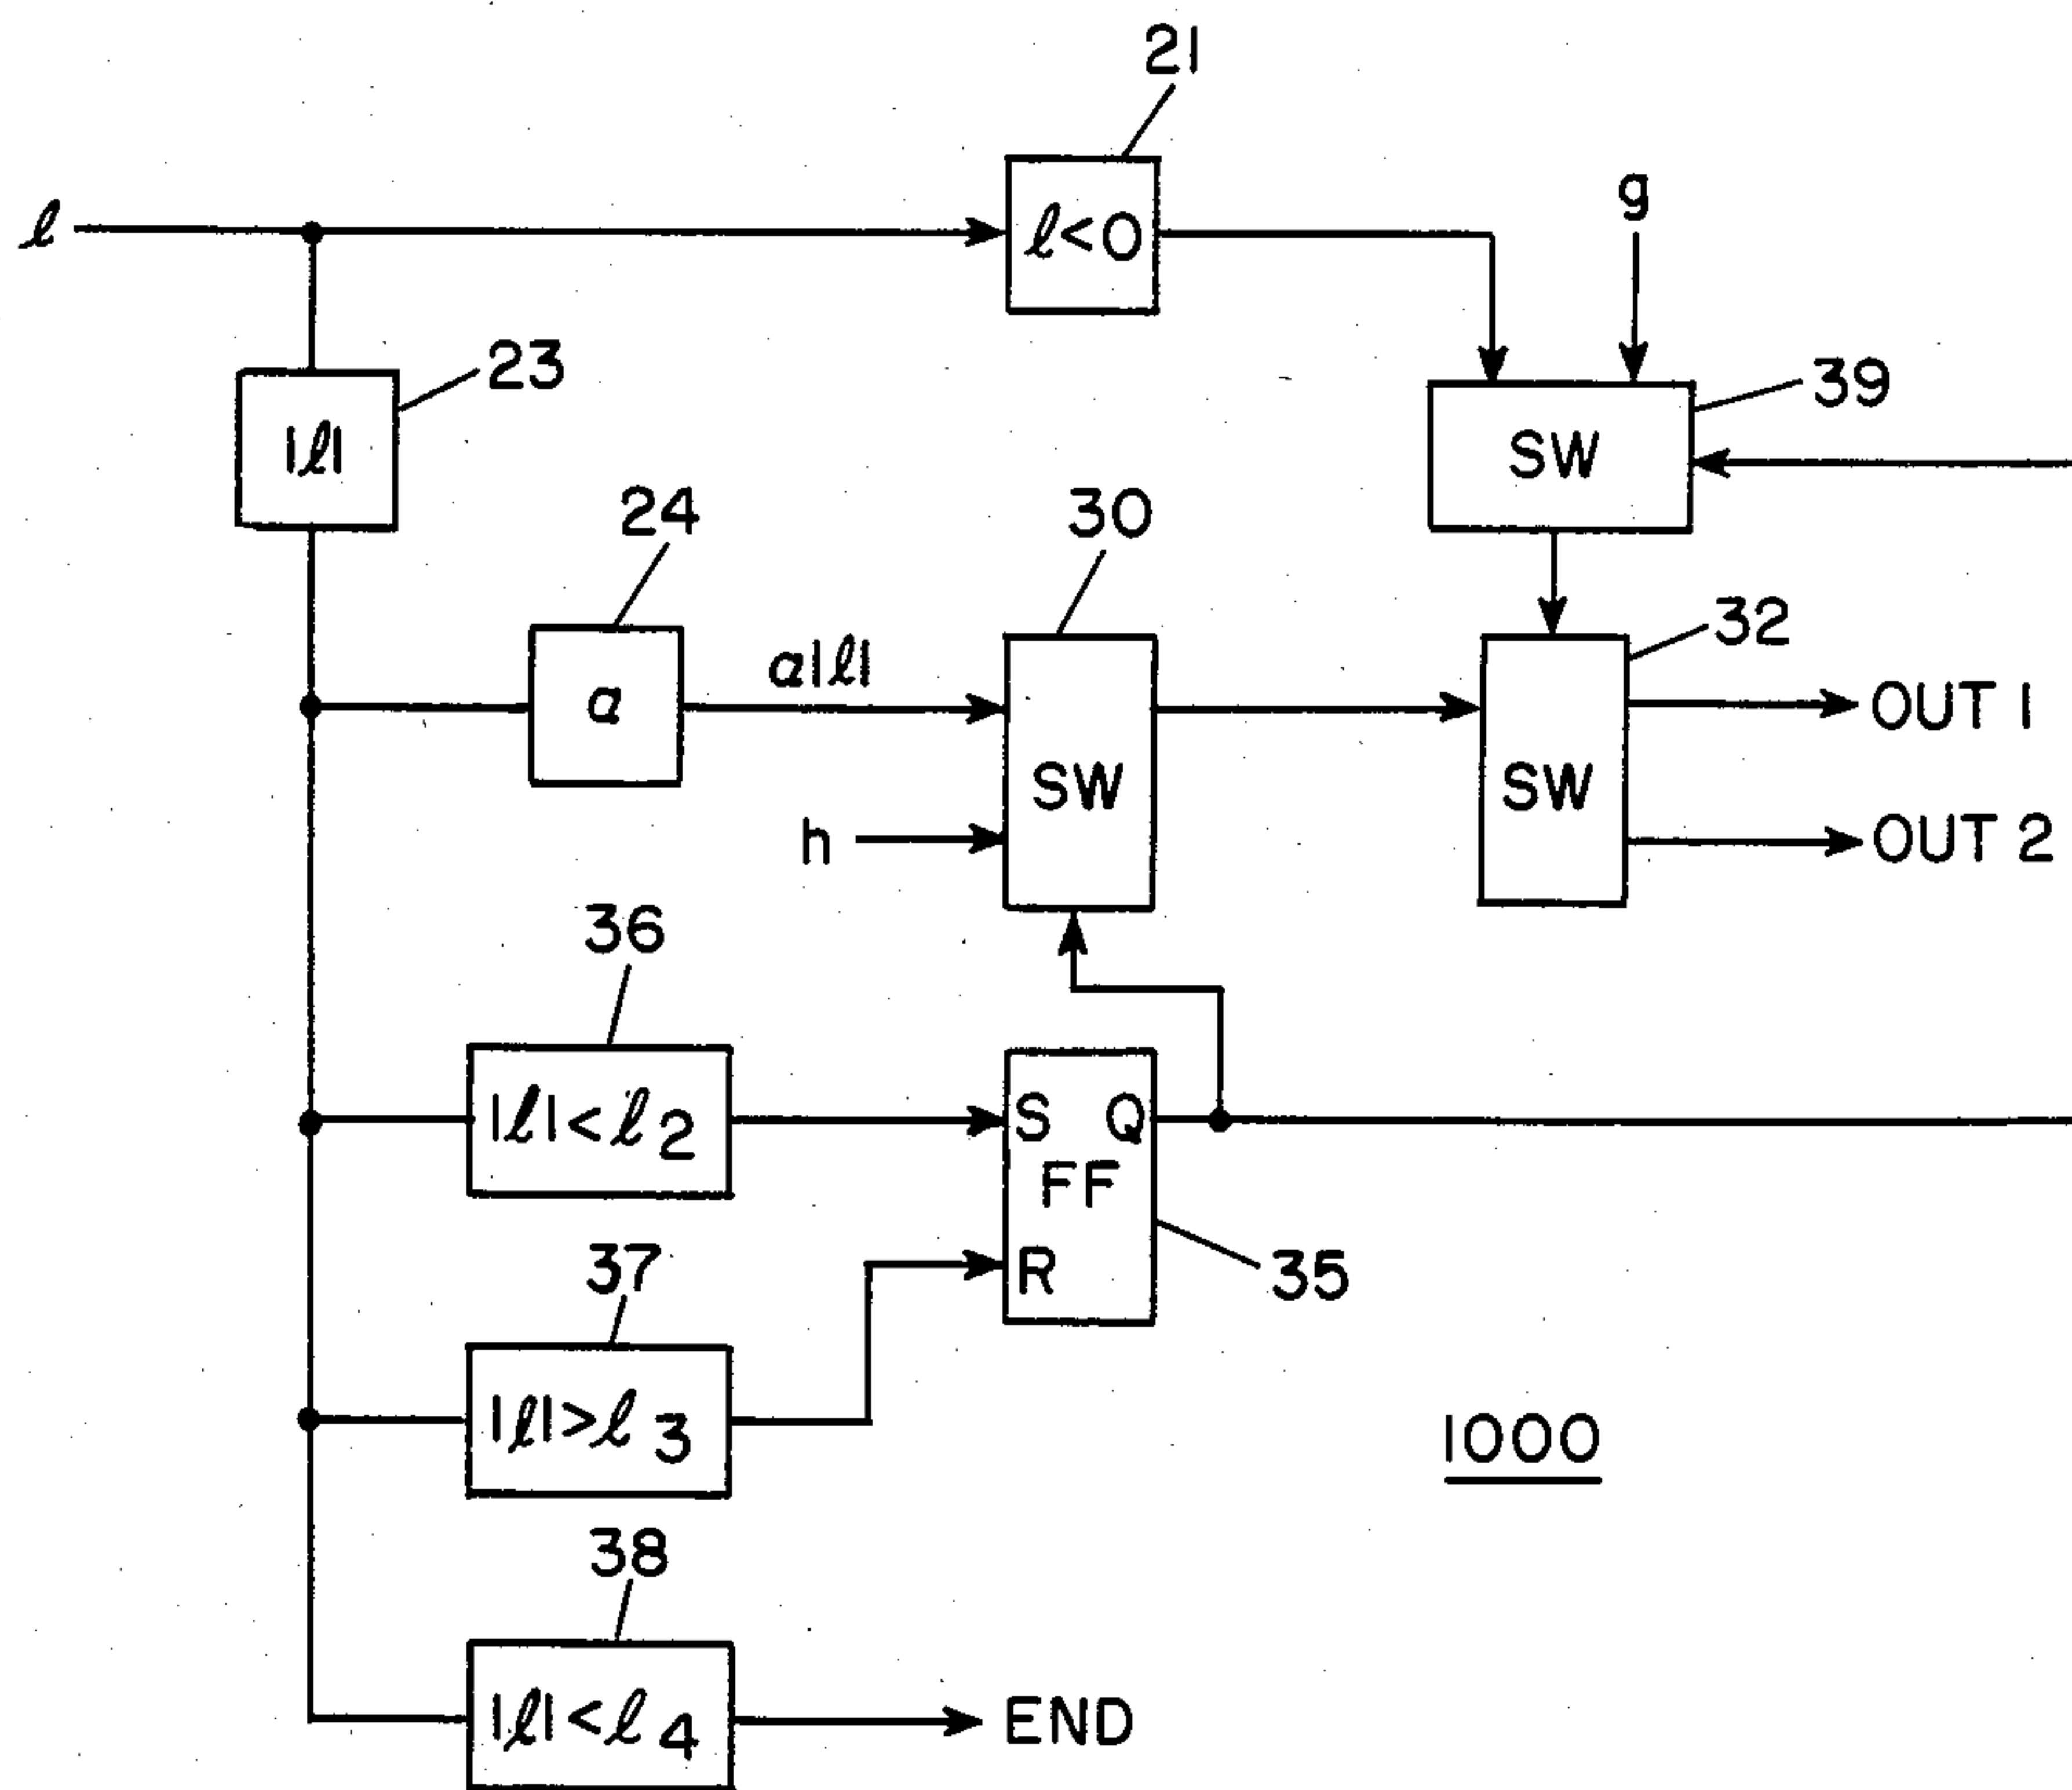 21
ℓ
ℓ<0
g
23
|ℓ|
39
SW
24
30
a
a|ℓ|
SW
h
32
SW
OUT 1
OUT 2
36
|ℓ|<ℓ2
S Q
FF
R
35
37
|ℓ|>ℓ3
1000
38
|ℓ|<ℓ4
END